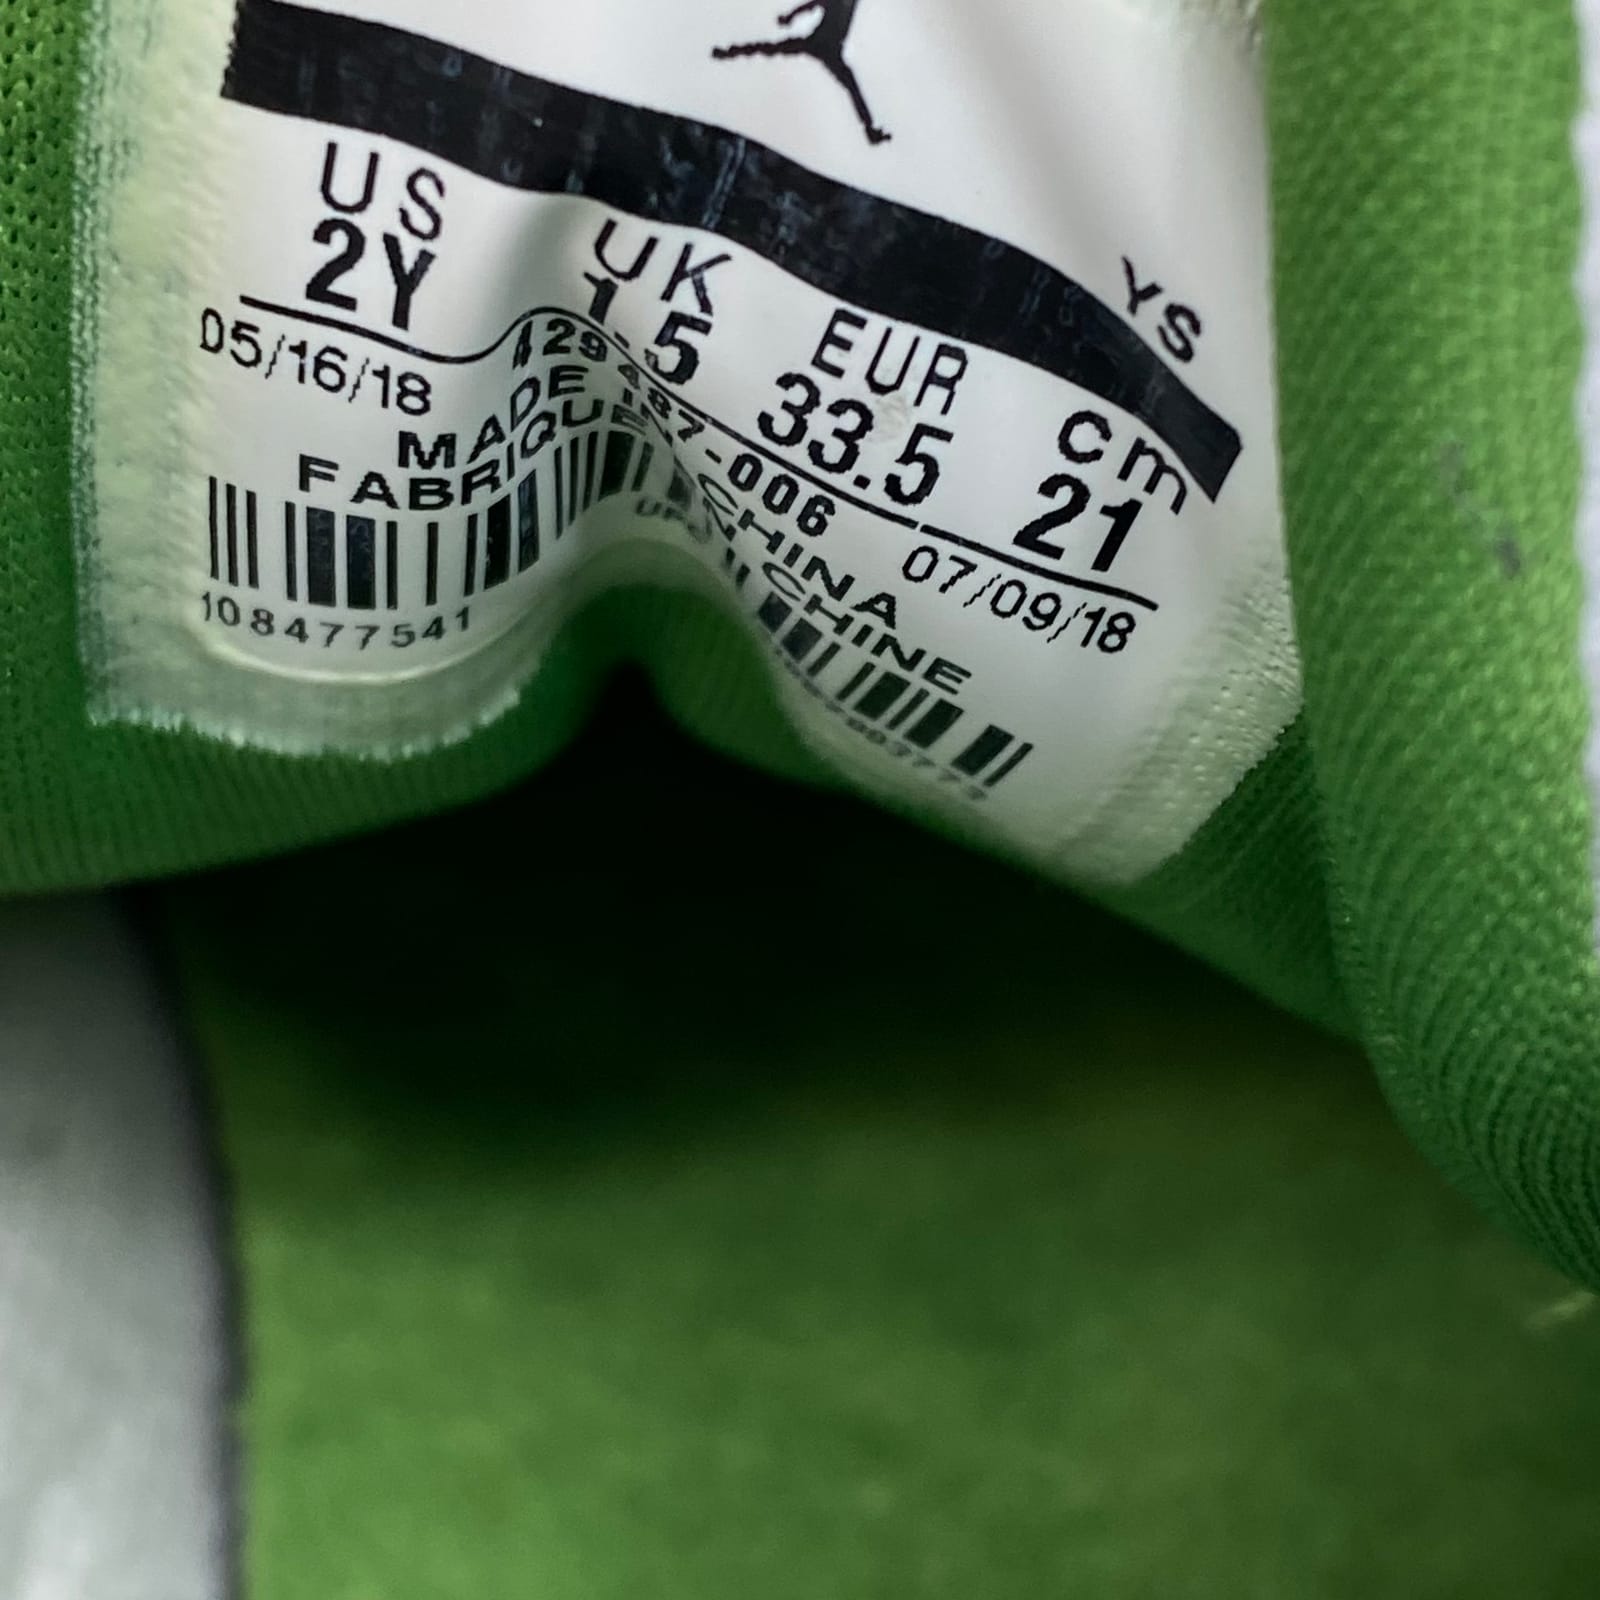 YS
US UK EUR cm
2Y 1.5 33.5 21
05/16/18 07/09/18
429487-006
MADE IN CHINA
FABRIQUE EN CHINE
108477541